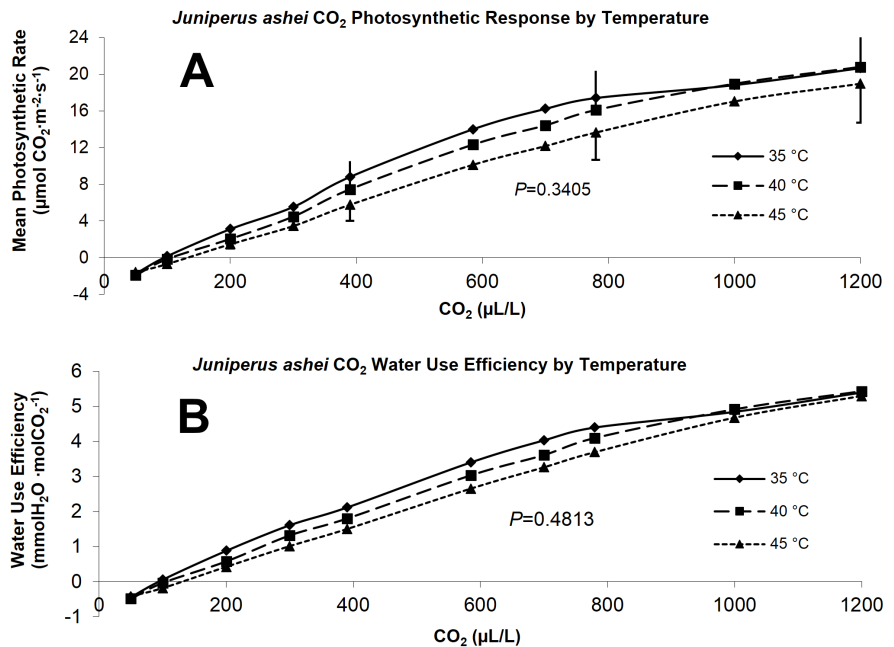 Juniperus ashei CO₂ Photosynthetic Response by Temperature
A
Mean Photosynthetic Rate
(µmol CO₂·m⁻²·s⁻¹)
24
20
16
12
8
4
0
-4
0 200 400 600 800 1000 1200
CO₂ (µL/L)
P=0.3405
35 °C
40 °C
45 °C
Juniperus ashei CO₂ Water Use Efficiency by Temperature
B
Water Use Efficiency
(mmolH₂O ·molCO₂⁻¹)
6
5
4
3
2
1
0
-1
0 200 400 600 800 1000 1200
CO₂ (µL/L)
P=0.4813
35 °C
40 °C
45 °C